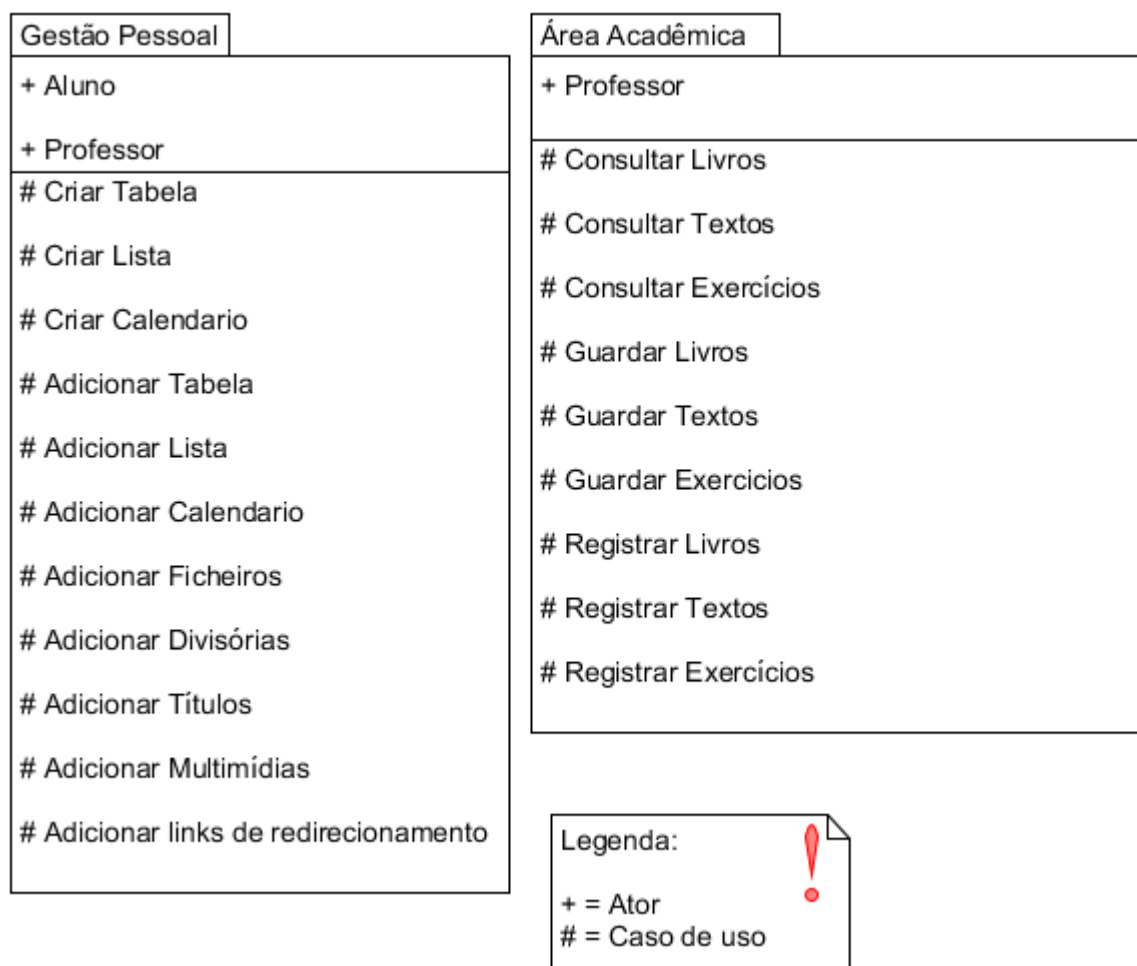 Gestão Pessoal
+ Aluno
+ Professor
# Criar Tabela
# Criar Lista
# Criar Calendario
# Adicionar Tabela
# Adicionar Lista
# Adicionar Calendario
# Adicionar Ficheiros
# Adicionar Divisórias
# Adicionar Títulos
# Adicionar Multimídias
# Adicionar links de redirecionamento
Área Acadêmica
+ Professor
# Consultar Livros
# Consultar Textos
# Consultar Exercícios
# Guardar Livros
# Guardar Textos
# Guardar Exercicios
# Registrar Livros
# Registrar Textos
# Registrar Exercícios
Legenda:
+ = Ator
# = Caso de uso